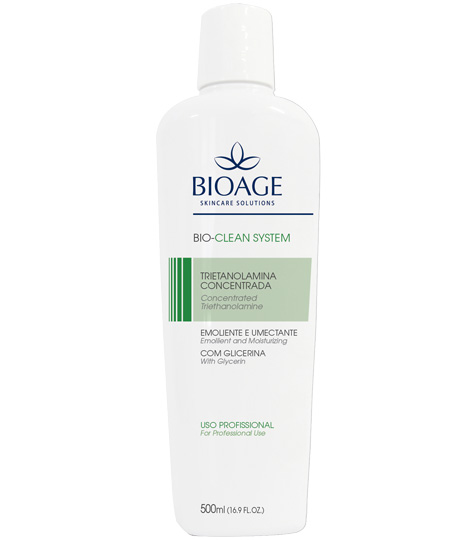 BIOAGE
SKINCARE SOLUTIONS
BIO-CLEAN SYSTEM
TRIETANOLAMINA
CONCENTRADA
Concentrated
Triethanolamine
EMOLIENTE E UMECTANTE
Emollient and Moisturizing
COM GLICERINA
With Glycerin
USO PROFISSIONAL
For Professional Use
500ml (16.9 FL.OZ.)